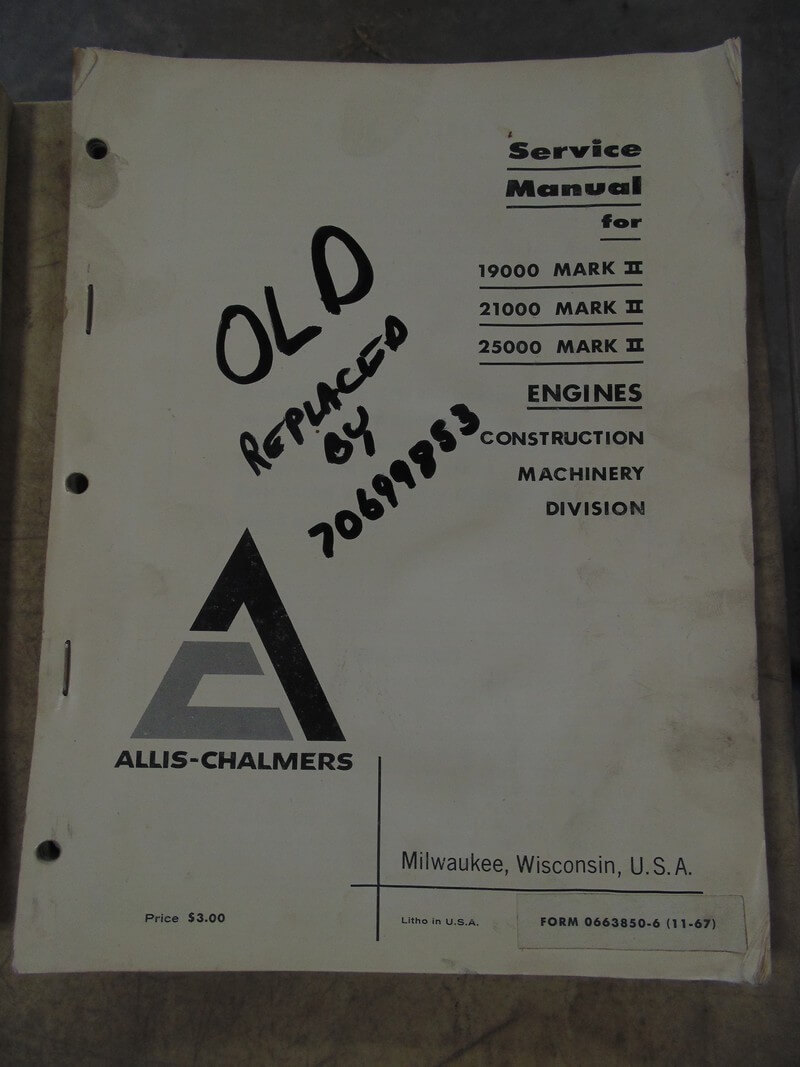 Service
Manual
for
19000 MARK II
21000 MARK II
25000 MARK II
ENGINES
CONSTRUCTION
MACHINERY
DIVISION
OLD
REPLACED
BY
70699853
ALLIS-CHALMERS
Milwaukee, Wisconsin, U.S.A.
Price $3.00
Litho in U.S.A.
FORM 0663850-6 (11-67)